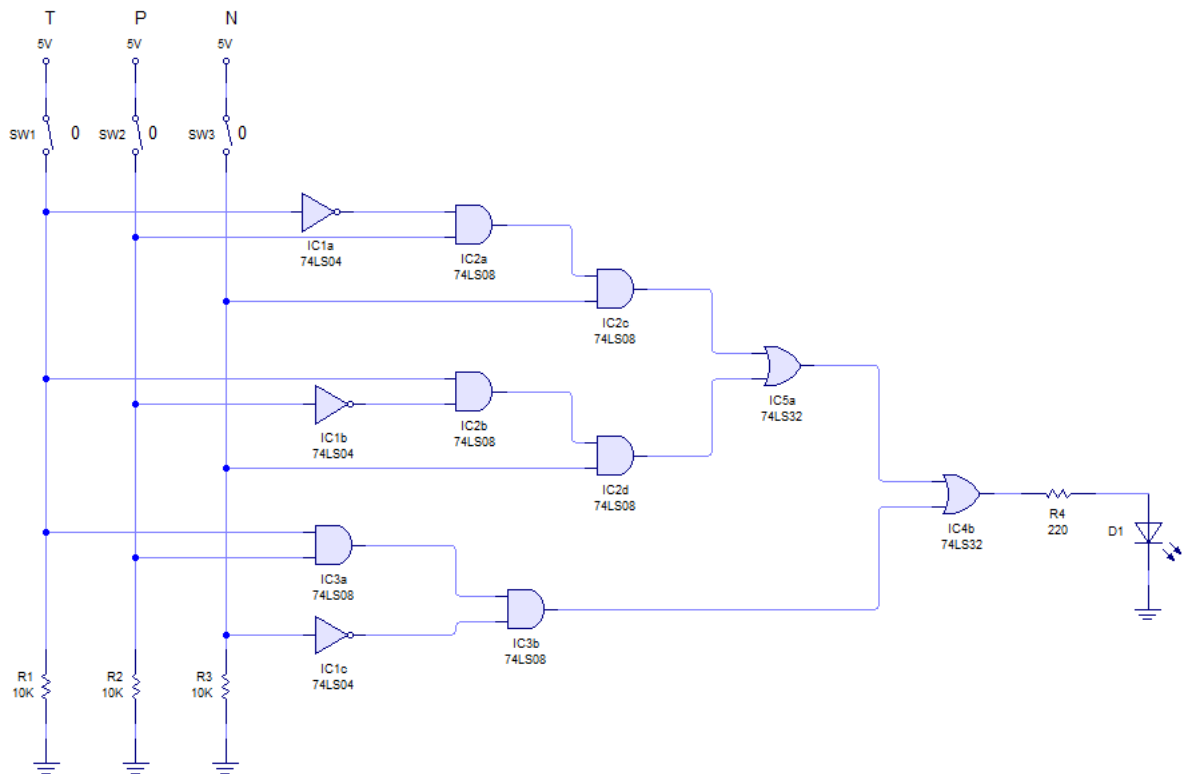 T P N
5V 5V 5V
SW1 0 SW2 0 SW3 0
IC1a
74LS04
IC2a
74LS08
IC2c
74LS08
IC5a
74LS32
IC1b
74LS04
IC2b
74LS08
IC2d
74LS08
IC4b
74LS32
R4
220
D1
IC3a
74LS08
IC3b
74LS08
IC1c
74LS04
R1
10K
R2
10K
R3
10K